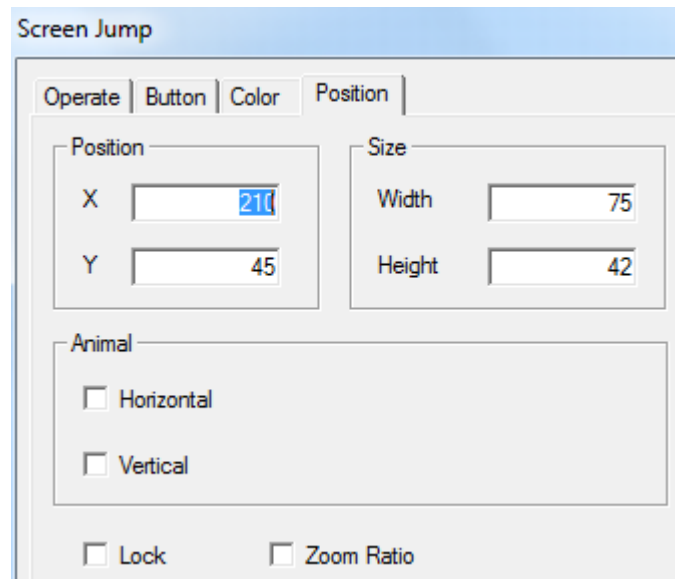 Screen Jump
Operate Button Color Position
Position
X 210
Y 45
Size
Width 75
Height 42
Animal
Horizontal
Vertical
Lock Zoom Ratio